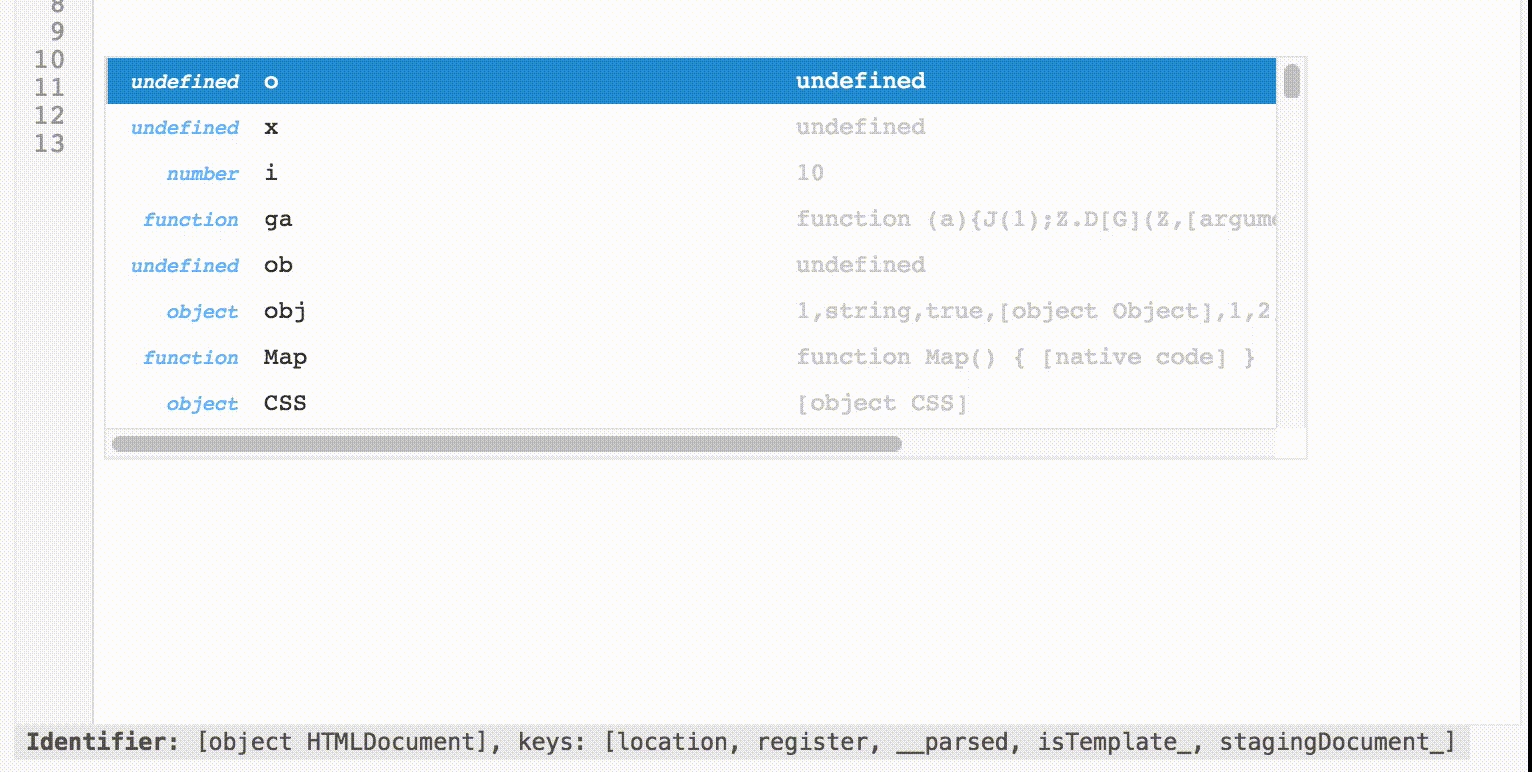 8
9
10
11
12
13
undefined o undefined
undefined x undefined
number i 10
function ga function (a){J(1);Z.D[G](Z,[argume
undefined ob undefined
object obj 1,string,true,[object Object],1,2
function Map function Map() { [native code] }
object CSS [object CSS]
Identifier: [object HTMLDocument], keys: [location, register, __parsed, isTemplate_, stagingDocument_]